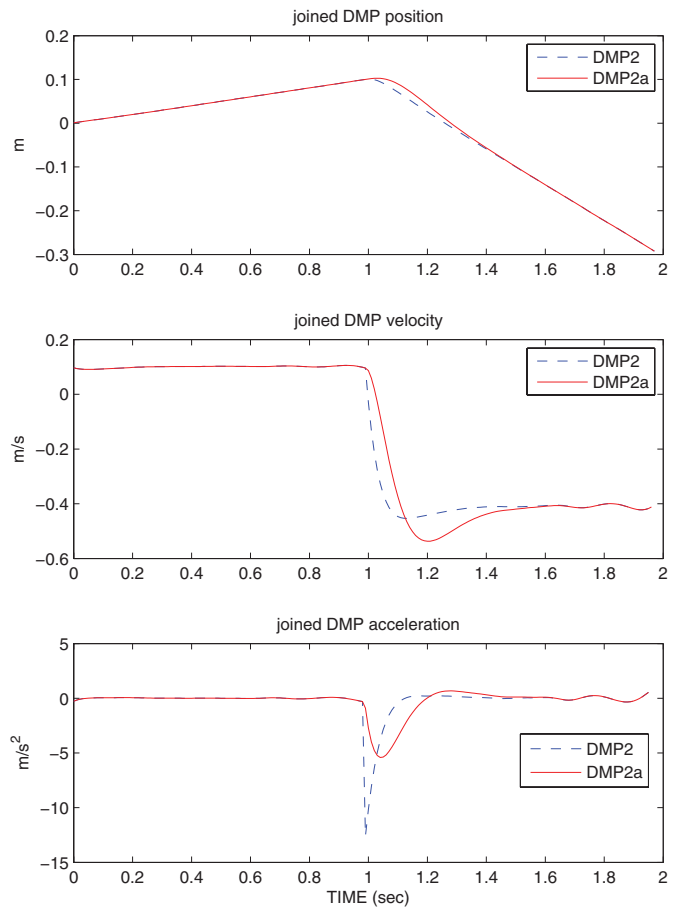 joined DMP position
0.2
0.1
0
−0.1
−0.2
−0.3
m
DMP2
DMP2a
0 0.2 0.4 0.6 0.8 1 1.2 1.4 1.6 1.8 2
joined DMP velocity
0.2
0
−0.2
−0.4
−0.6
m/s
DMP2
DMP2a
0 0.2 0.4 0.6 0.8 1 1.2 1.4 1.6 1.8 2
joined DMP acceleration
5
0
−5
−10
−15
m/s²
DMP2
DMP2a
0 0.2 0.4 0.6 0.8 1 1.2 1.4 1.6 1.8 2
TIME (sec)